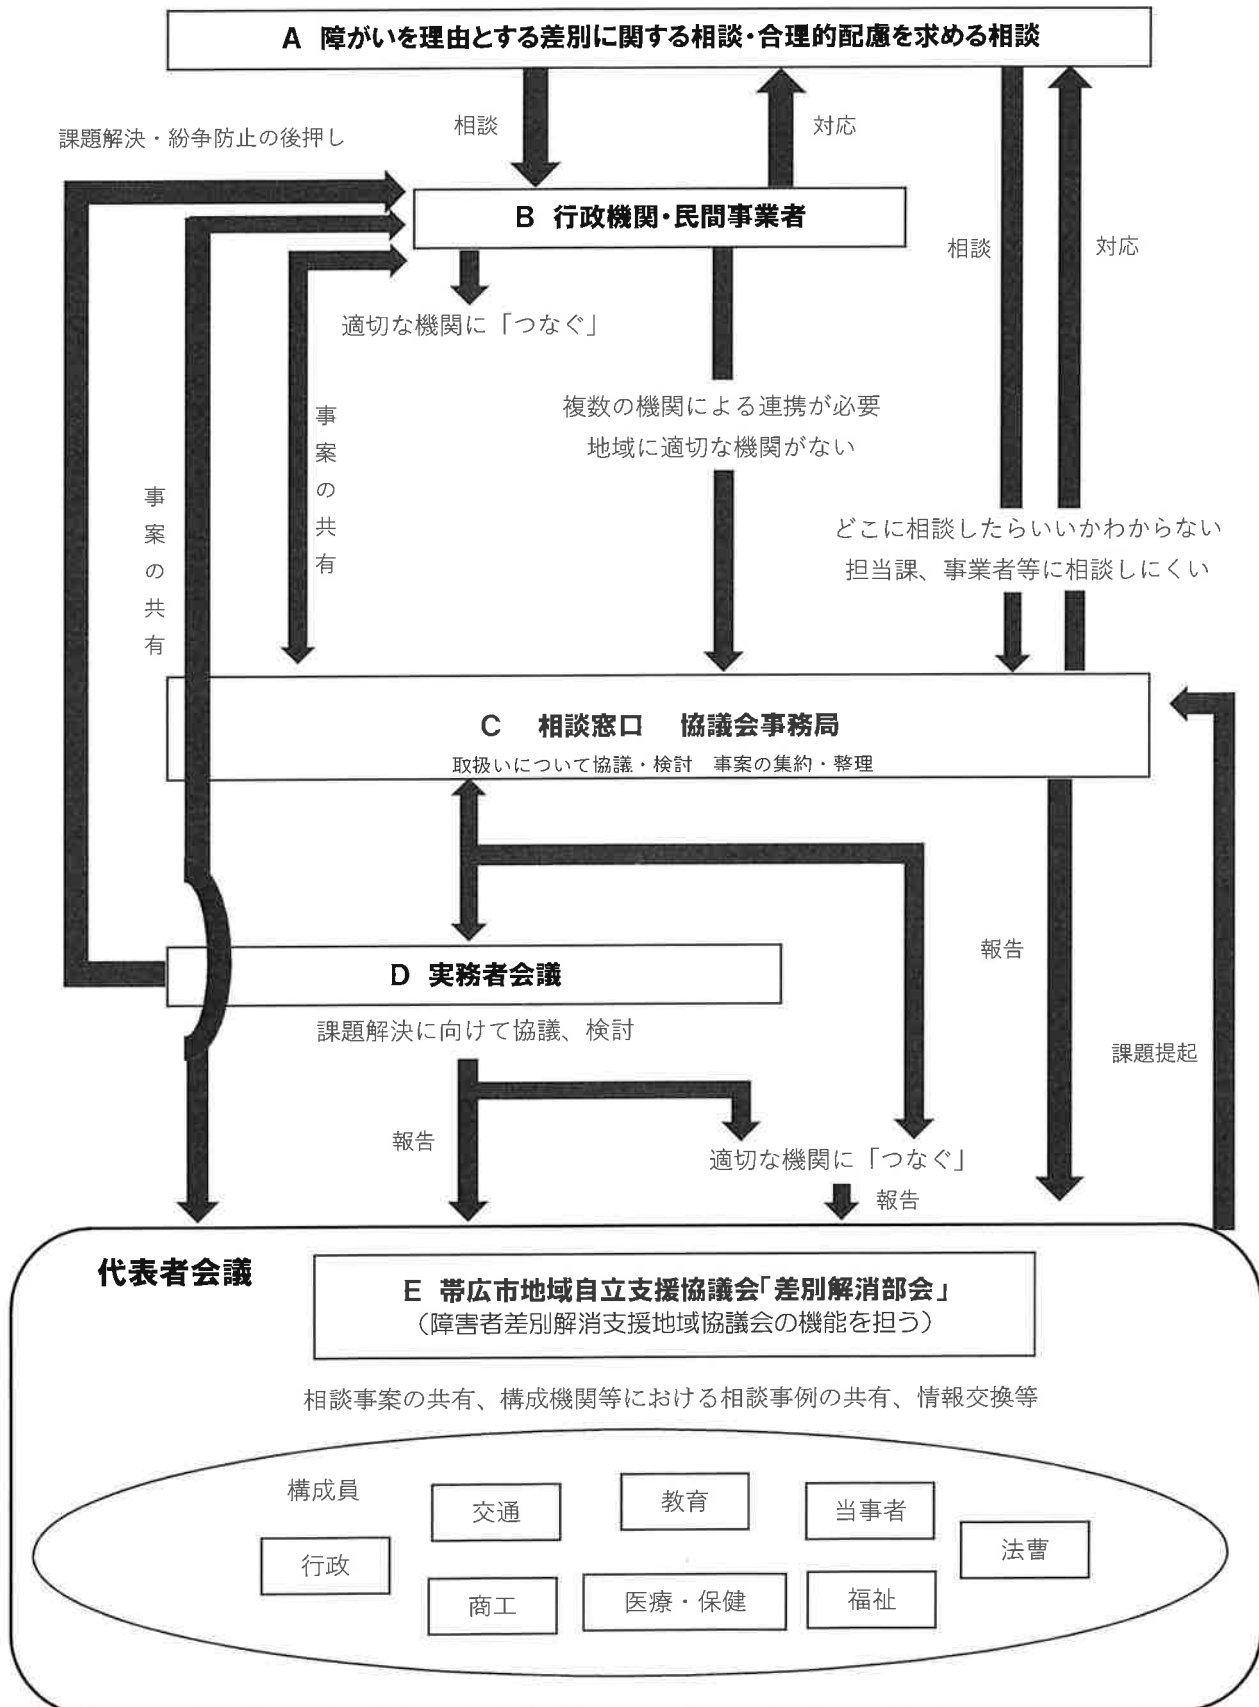 A 障がいを理由とする差別に関する相談・合理的配慮を求める相談
課題解決・紛争防止の後押し
相談
対応
B 行政機関・民間事業者
相談
対応
適切な機関に「つなぐ」
事案の共有
複数の機関による連携が必要
地域に適切な機関がない
事案の共有
どこに相談したらいいかわからない
担当課、事業者等に相談しにくい
C 相談窓口 協議会事務局
取扱いについて協議・検討 事案の集約・整理
D 実務者会議
課題解決に向けて協議、検討
報告
課題提起
報告
適切な機関に「つなぐ」
報告
代表者会議
E 帯広市地域自立支援協議会「差別解消部会」
（障害者差別解消支援地域協議会の機能を担う）
相談事案の共有、構成機関等における相談事例の共有、情報交換等
構成員
交通
教育
当事者
行政
法曹
商工
医療・保健
福祉